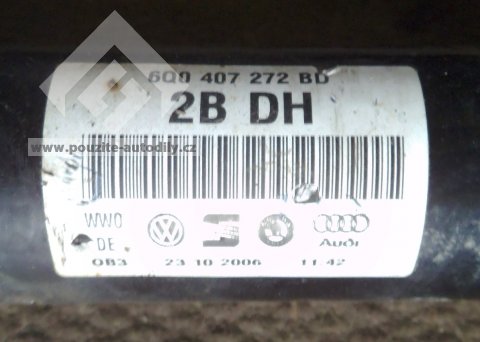 6Q0 407 272 BD
2B DH
www.pouzite-autodily.cz
WWO
DE
Audi
OB3 23 10 2006 11:42